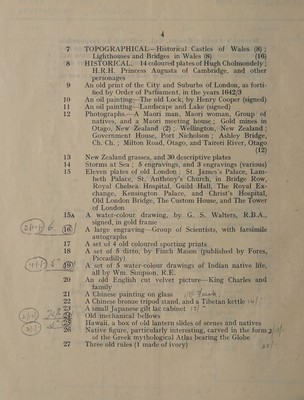 4
7 TOPOGRAPHICAL—Historical Castles of Wales (8) ;
Lighthouses and Bridges in Wales (8) (16)
8 HISTORICAL. 14 coloured plates of Hugh Cholmondely ;
H.R.H. Princess Augusta of Cambridge, and other
personages
9 An old print of the City and Suburbs of London, as forti-
fied by Order of Parliament, in the years 1642/3
10 An oil painting—The old Lock, by Henry Cooper (signed)
11 An oil painting—Landscape and Lake (signed)
12 Photographs.—A Maori man, Maori woman, Group of
natives, and a Maori meeting house ; Gold mines in
Otago, New Zealand (2) ; Wellington, New Zealand ;
Government House, Port Nicholson ; Ashley Bridge,
Ch. Ch. ; Milton Road, Otago, and Taireri River, Otago
(12)
13 New Zealand grasses, and 30 descriptive plates
14 Storms at Sea ; 5 engravings, and 3 engravings (various)
15 Eleven plates of old London ; St. James's Palace, Lam-
beth Palace, St. Anthony's Church, in Bridge Row,
Royal Chelsea Hospital, Guild Hall, The Royal Ex-
change, Kensington Palace, and Christ's Hospital,
Old London Bridge, The Custom House, and The Tower
of London
15A A water-colour drawing, by G. S. Walters, R.B.A.,
signed, in gold frame
16 A large engraving—Group of Scientists, with facsimile
autographs
17 A set of 4 old coloured sporting prints
18 A set of 5 ditto, by Finch Mason (published by Fores,
Piccadilly)
19 A set of 5 water-colour drawings of Indian native life,
all by Wm. Simpson, R.E.
20 An old English cut velvet picture—King Charles and
family
21 A Chinese painting on glass
22 A Chinese bronze tripod stand, and a Tibetan kettle
23 A small Japanese gilt lac cabinet
Old mechanical bellows
Hawaii, a box of old lantern slides of scenes and natives
26 Native figure, particularly interesting, carved in the form
of the Greek mythological Atlas bearing the Globe
27 Three old rules (1 made of ivory)